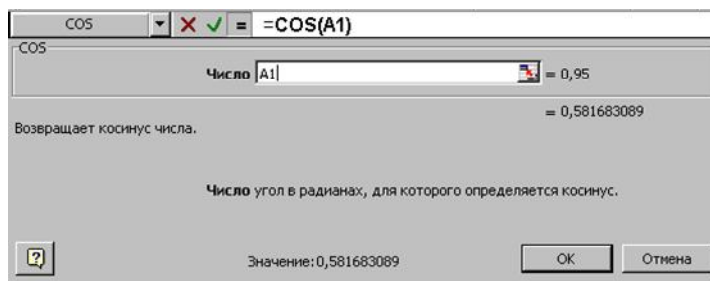 COS = =COS(A1)
COS
Число A1 = 0,95
= 0,581683089
Возвращает косинус числа.
Число угол в радианах, для которого определяется косинус.
? Значение:0,581683089 OK Отмена